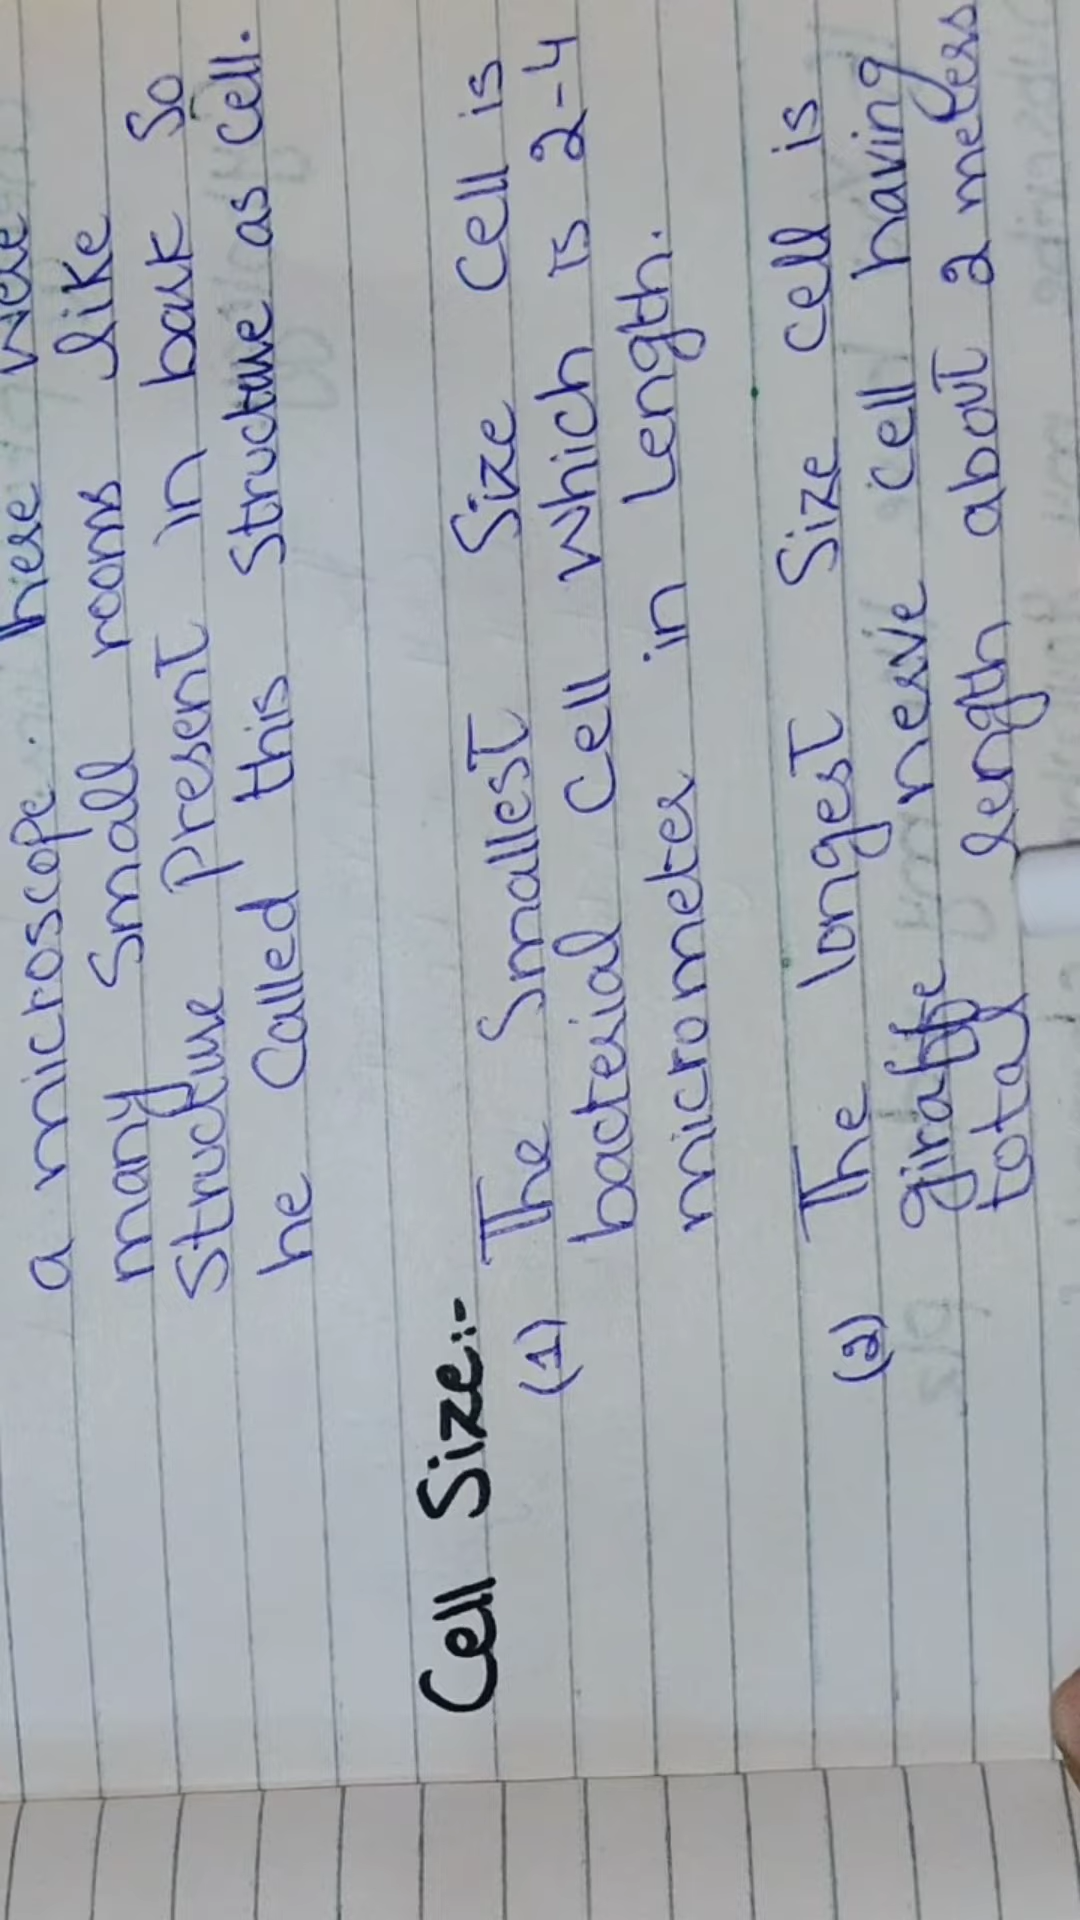 a microscope. here were
many small rooms like
Structure Present in bark So
he Called this Structure as Cell.
Cell Size:-
(1) The Smallest Size Cell is
bacterial Cell which is 2-4
micrometer in Length.
(2) The longest Size cell is
giraffe nerve cell having
total length about 2 meters